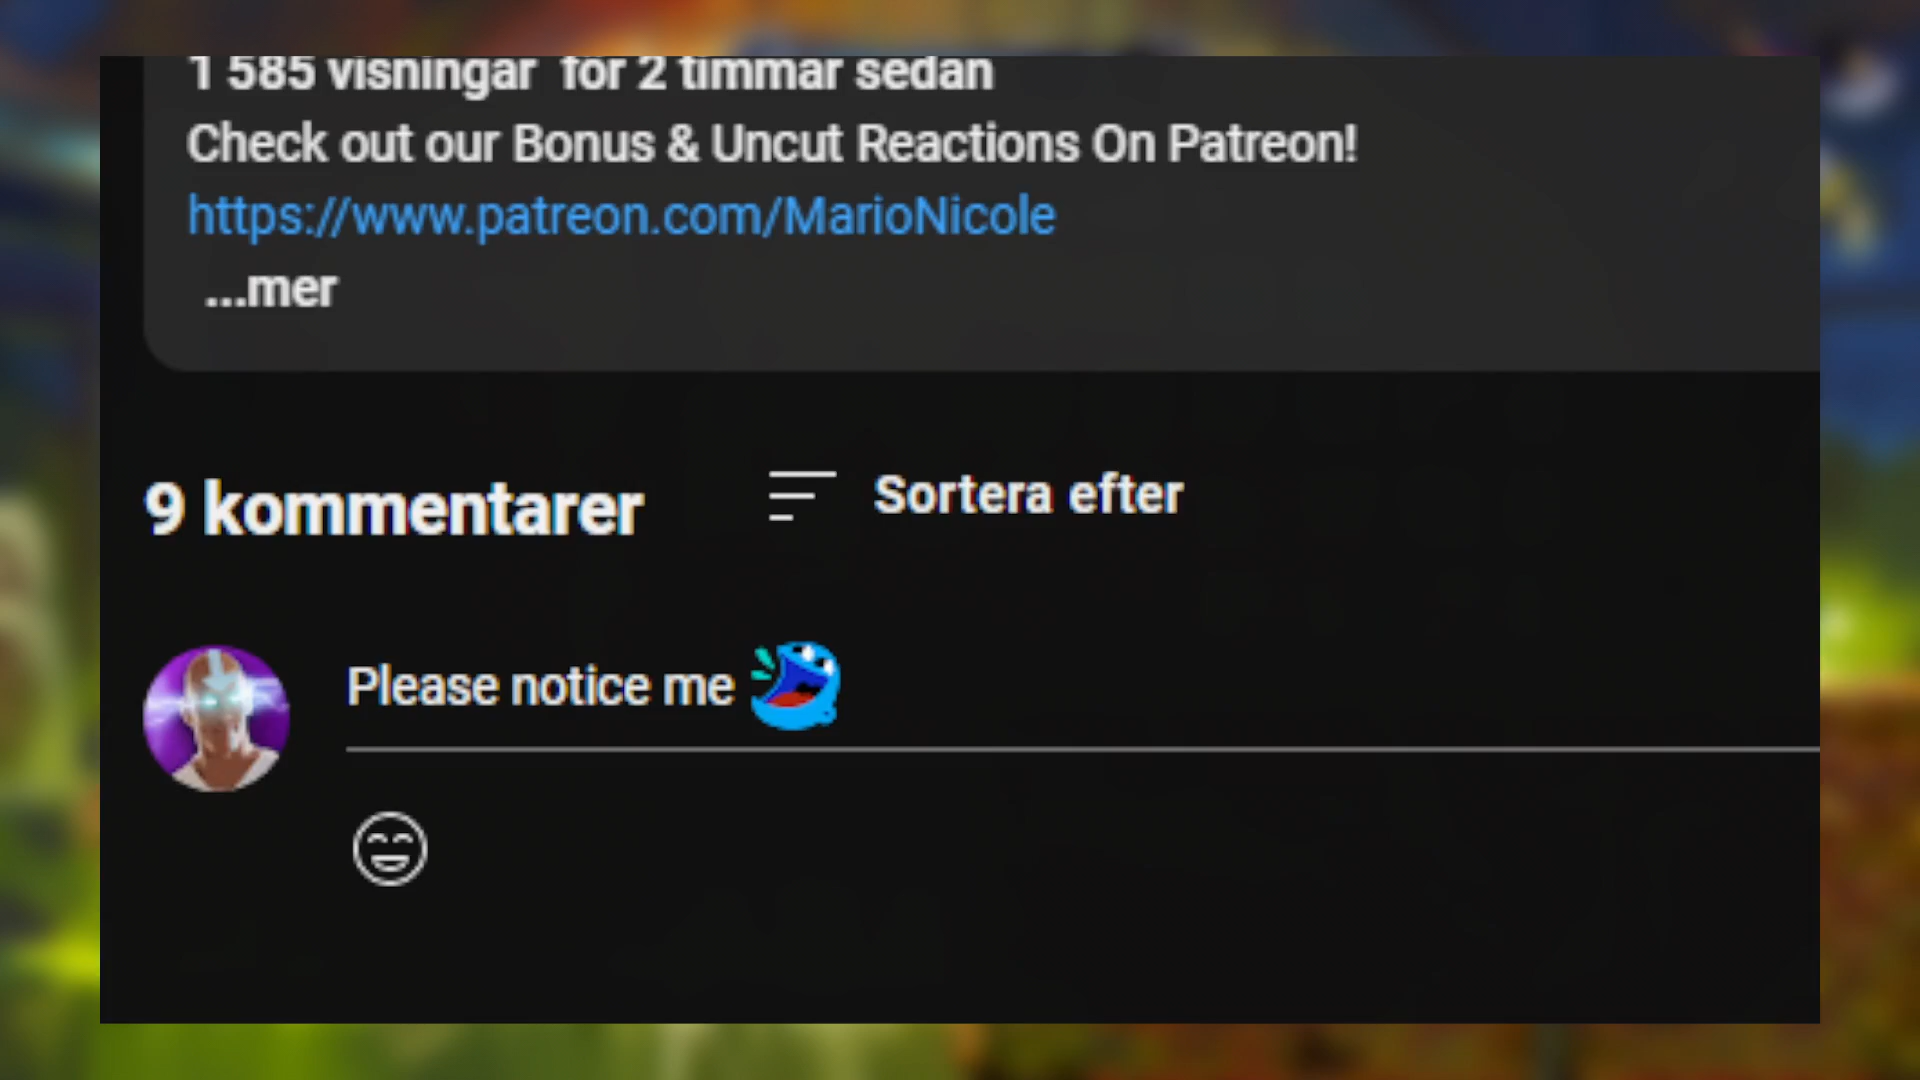 1 585 visningar för 2 timmar sedan
Check out our Bonus & Uncut Reactions On Patreon!
https://www.patreon.com/MarioNicole
...mer
9 kommentarer
Sortera efter
Please notice me